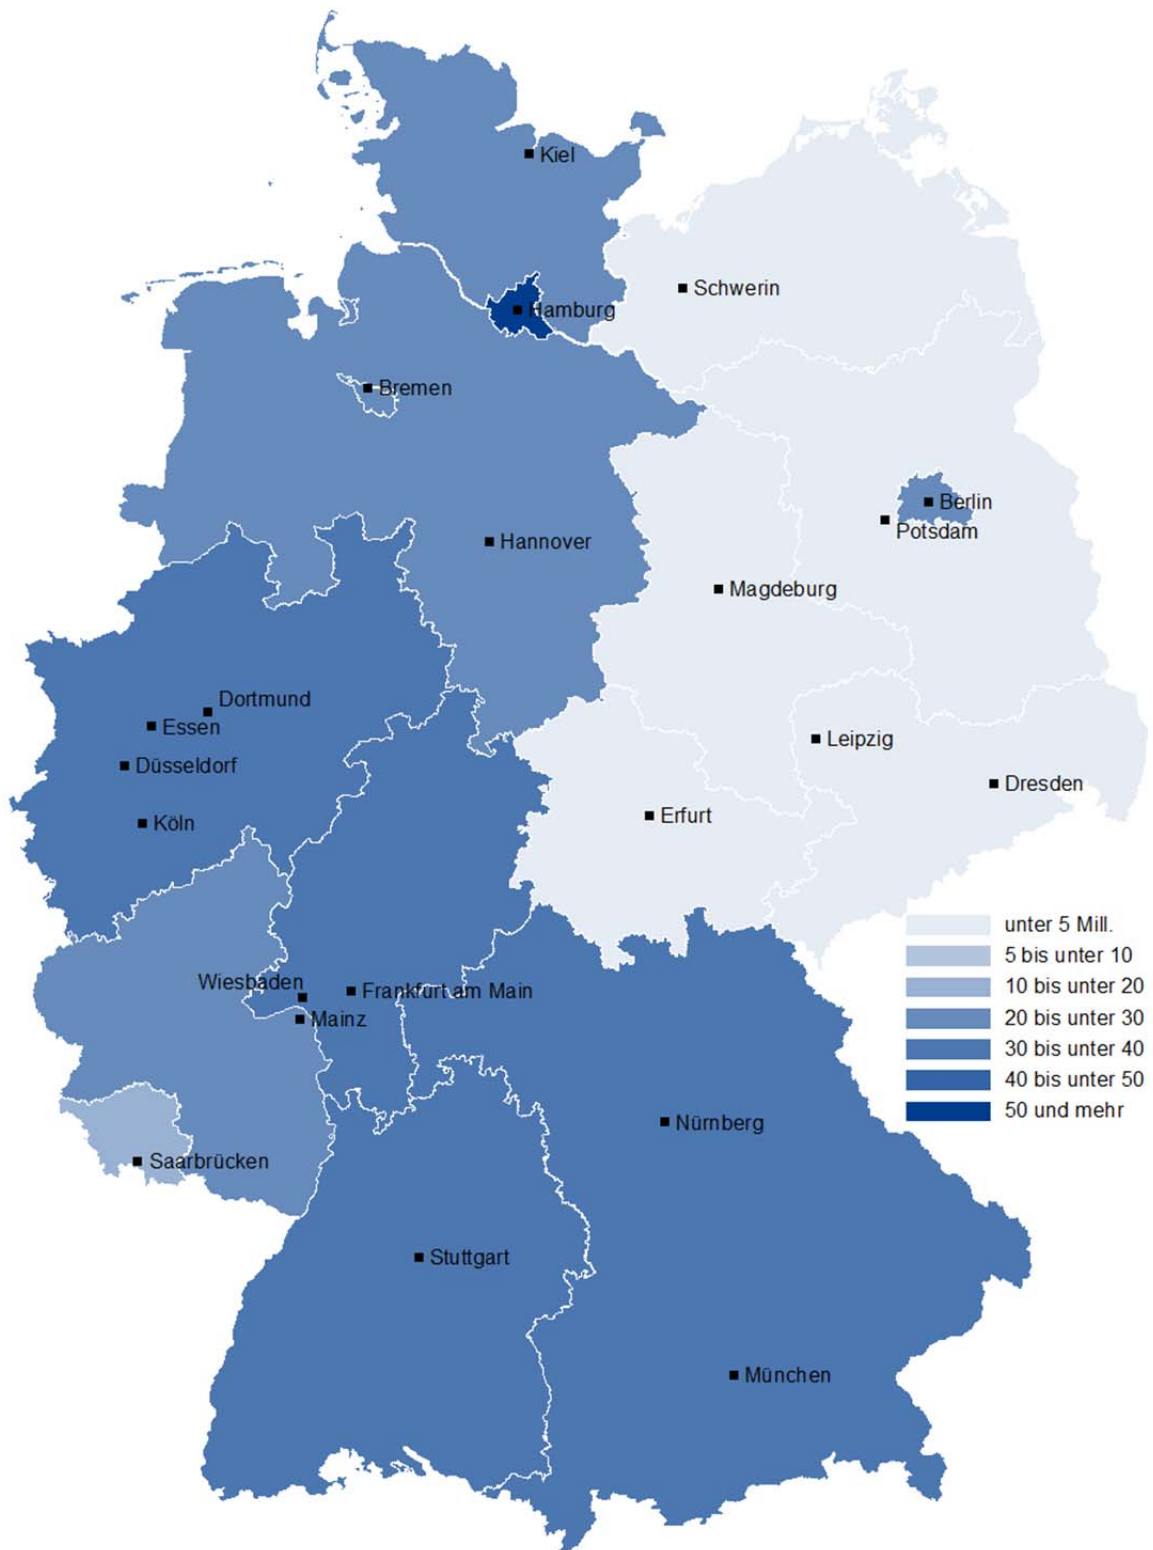 Kiel
Schwerin
Hamburg
Bremen
Berlin
Potsdam
Hannover
Magdeburg
Dortmund
Essen
Leipzig
Düsseldorf
Dresden
Erfurt
Köln
Wiesbaden
Frankfurt am Main
Mainz
Nürnberg
Saarbrücken
Stuttgart
München
unter 5 Mill.
5 bis unter 10
10 bis unter 20
20 bis unter 30
30 bis unter 40
40 bis unter 50
50 und mehr